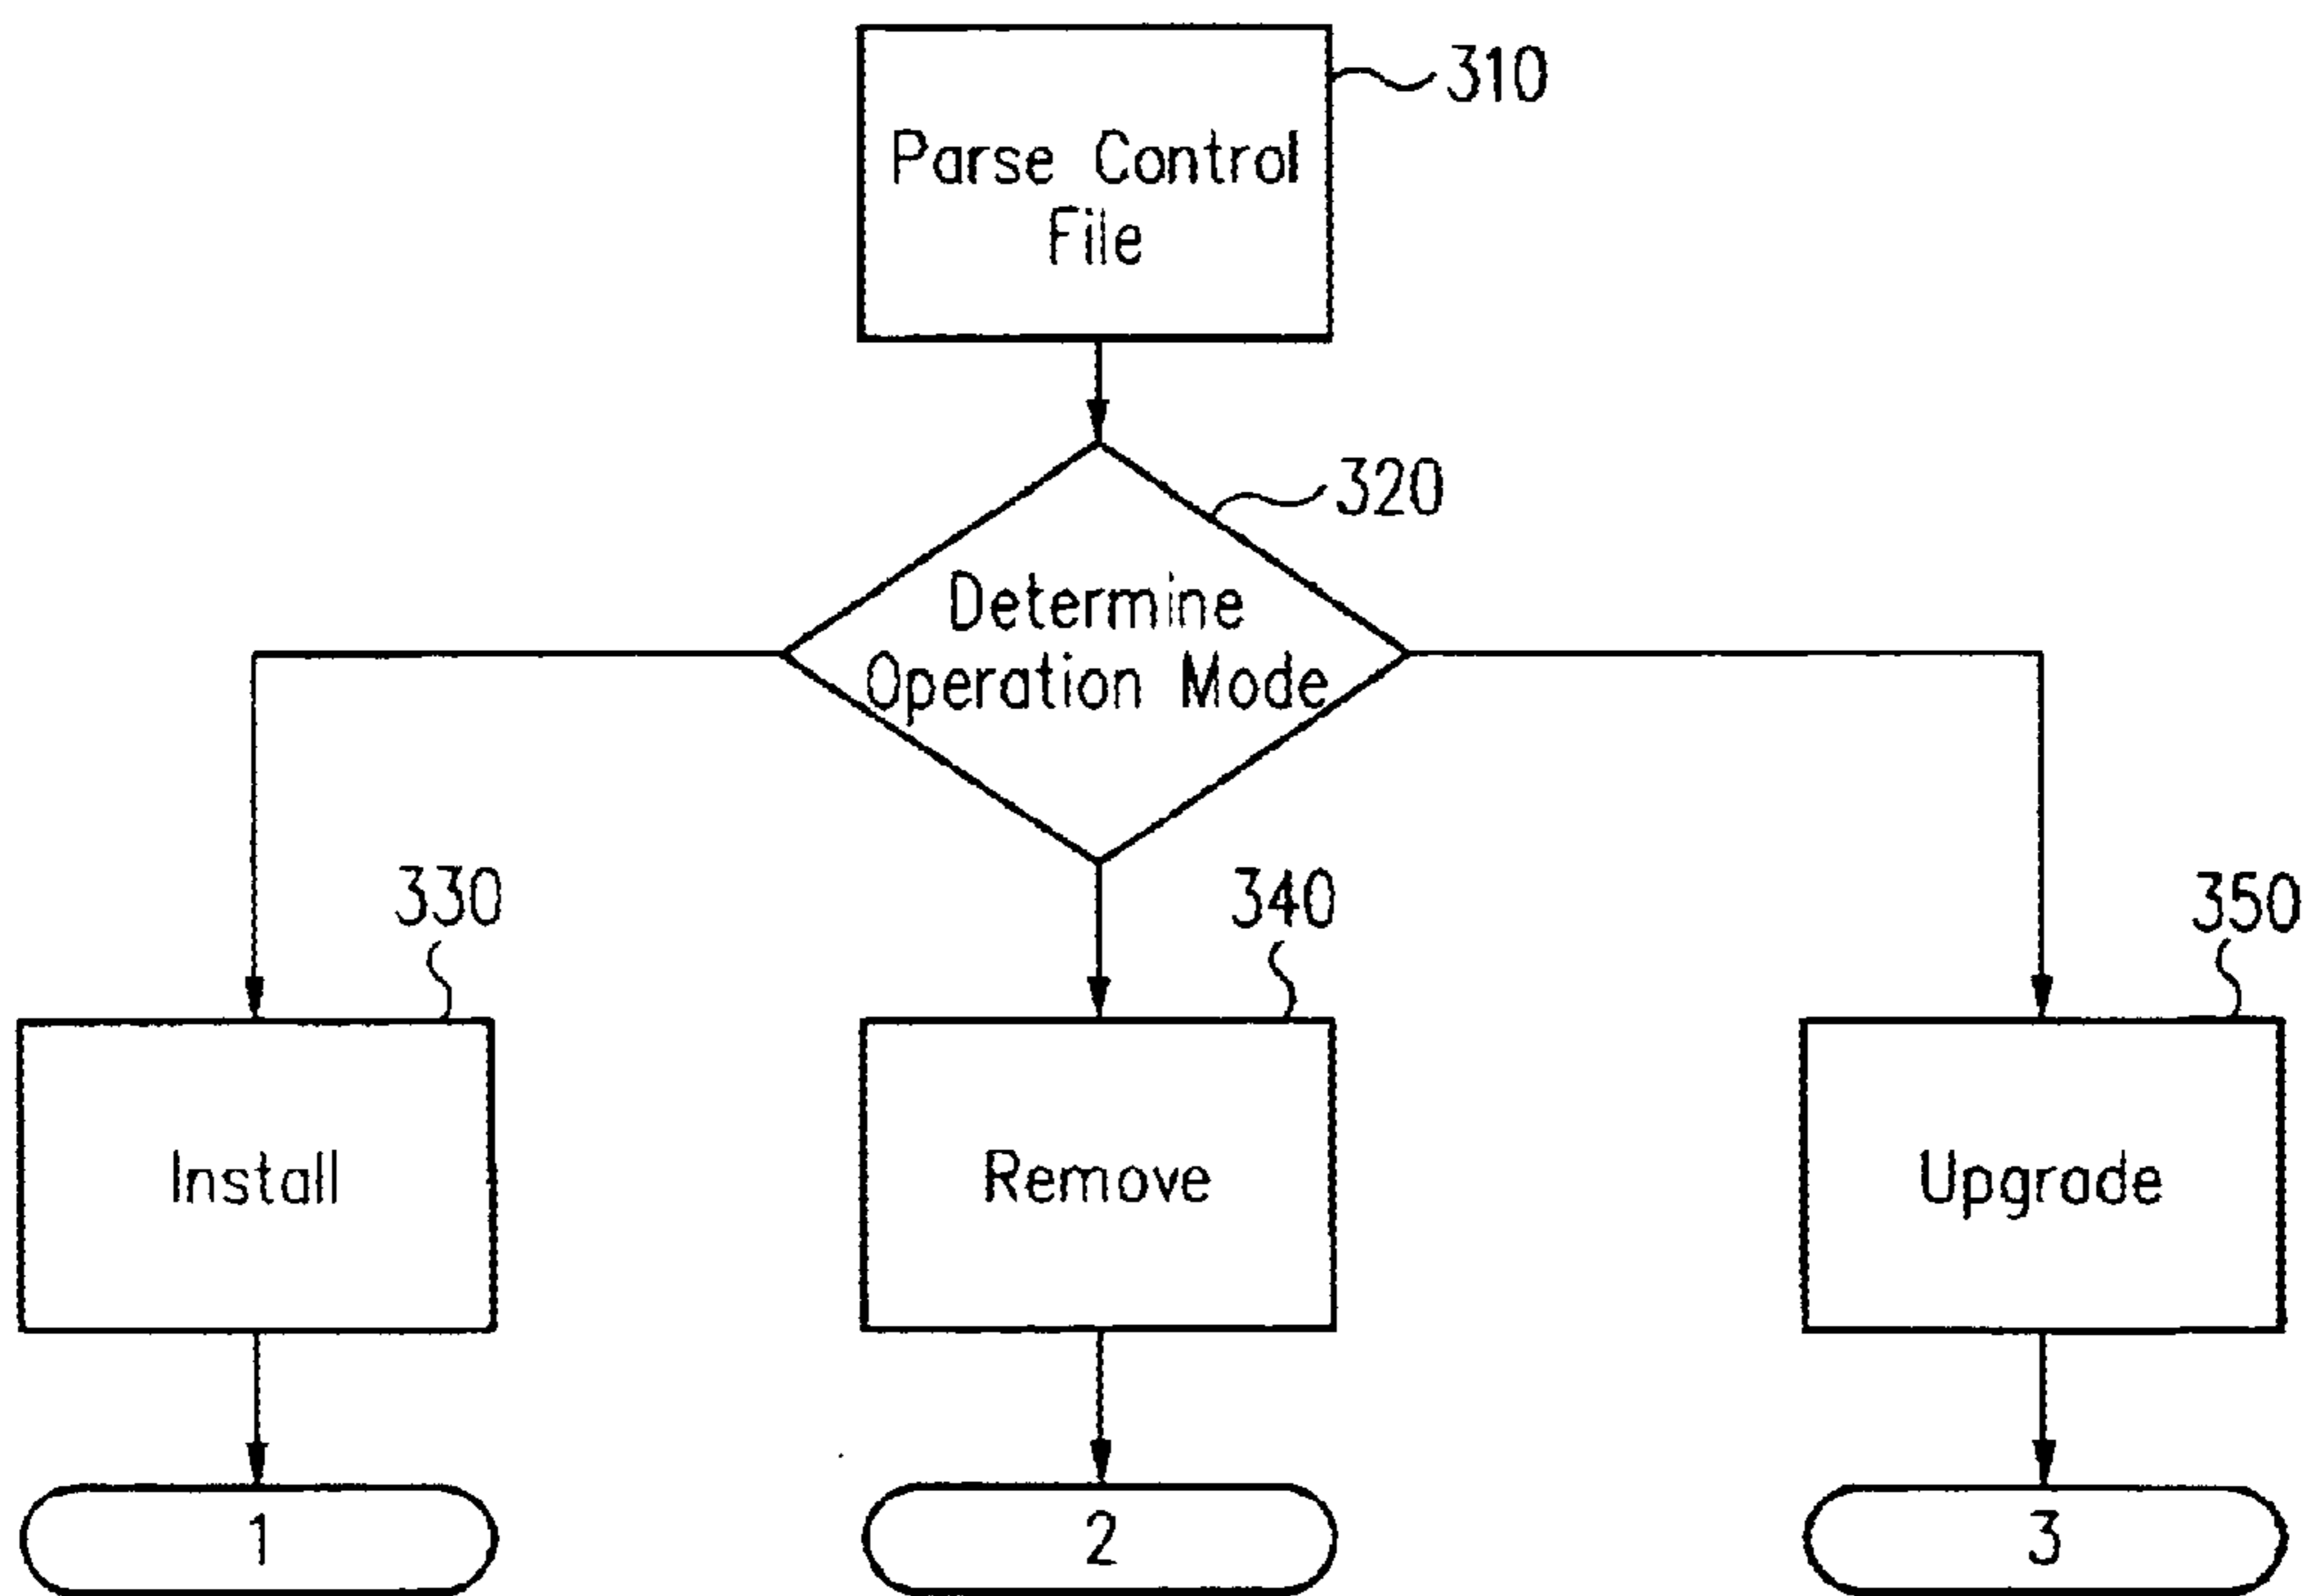 310
Parse Control
File
320
Determine
Operation Mode
330
340
350
Install
Remove
Upgrade
1
2
3